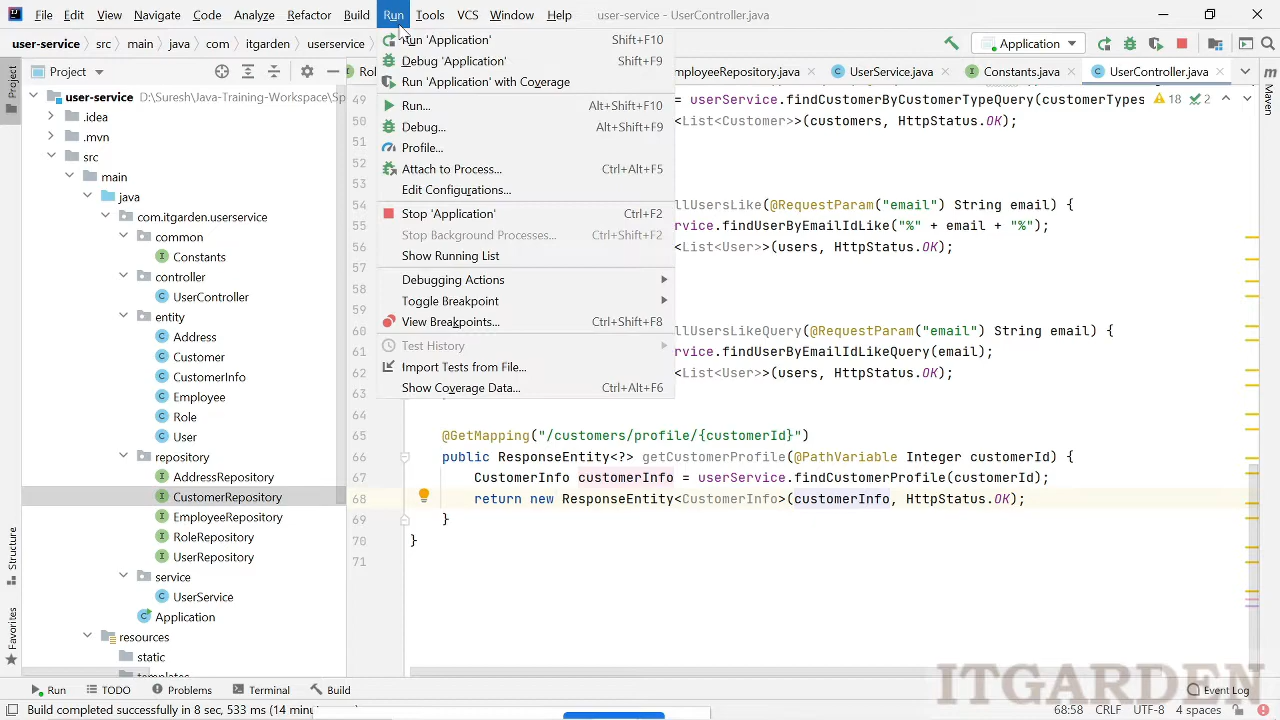 File Edit View Navigate Code Analyze Refactor Build Run Tools VCS Window Help user-service - UserController.java
user-service src main java com itgarden userservice Application
Project
user-service D:\Suresh\Java-Training-Workspace\Sp
.idea
.mvn
src
main
java
com.itgarden.userservice
common
Constants
controller
UserController
entity
Address
Customer
CustomerInfo
Employee
Role
User
repository
AddressRepository
CustomerRepository
EmployeeRepository
RoleRepository
UserRepository
service
UserService
Application
resources
static
Project
Structure
Favorites
Maven
Run 'Application' Shift+F10
Debug 'Application' Shift+F9
Run 'Application' with Coverage
Run... Alt+Shift+F10
Debug... Alt+Shift+F9
Profile...
Attach to Process... Ctrl+Alt+F5
Edit Configurations...
Stop 'Application' Ctrl+F2
Stop Background Processes... Ctrl+Shift+F2
Show Running List
Debugging Actions
Toggle Breakpoint
View Breakpoints... Ctrl+Shift+F8
Test History
Import Tests from File...
Show Coverage Data... Ctrl+Alt+F6
UserService.java Constants.java UserController.java
= userService.findCustomerByCustomerTypeQuery(customerTypes 18 2
50 <List<Customer>>(customers, HttpStatus.OK);
51
52
53
54 llUsersLike(@RequestParam("email") String email) {
55 rvice.findUserByEmailIdLike("%" + email + "%");
56 <List<User>>(users, HttpStatus.OK);
57
58
59
60 llUsersLikeQuery(@RequestParam("email") String email) {
61 rvice.findUserByEmailIdLikeQuery(email);
62 <List<User>>(users, HttpStatus.OK);
63
64
65 @GetMapping("/customers/profile/{customerId}")
66 public ResponseEntity<?> getCustomerProfile(@PathVariable Integer customerId) {
67 CustomerInfo customerInfo = userService.findCustomerProfile(customerId);
68 return new ResponseEntity<CustomerInfo>(customerInfo, HttpStatus.OK);
69 }
70 }
71
ITGARDEN
Run TODO Problems Terminal Build Event Log
Build completed successfully in 8 sec, 533 ms (14 minu 68:58 CRLF UTF-8 4 spaces